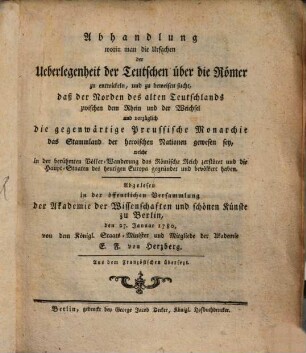 Abhandlung
worin man die Ursachen
der
Ueberlegenheit der Teutschen über die Römer
zu entwickeln, und zu beweisen sucht,
daß der Norden des alten Teutschlands
zwischen dem Rhein und der Weichsel
und vorzüglich
die gegenwärtige Preussische Monarchie
das Stammland der heroischen Nationen gewesen sey,
welche
in der berühmten Völker-Wanderung das Römische Reich zerstöret und die
Haupt-Staaten des heutigen Europa gegründet und bevölkert haben.
Abgelesen
in der öffentlichen Versammlung
der Akademie der Wissenschaften und schönen Künste
zu Berlin,
den 27. Januar 1780,
von dem Königl. Staats-Minister und Mitgliede der Akademie
E. F. von Herzberg.
Aus dem Französischen übersezt.
Berlin, gedruckt bey George Jacob Decker, Königl. Hofbuchdrucker.